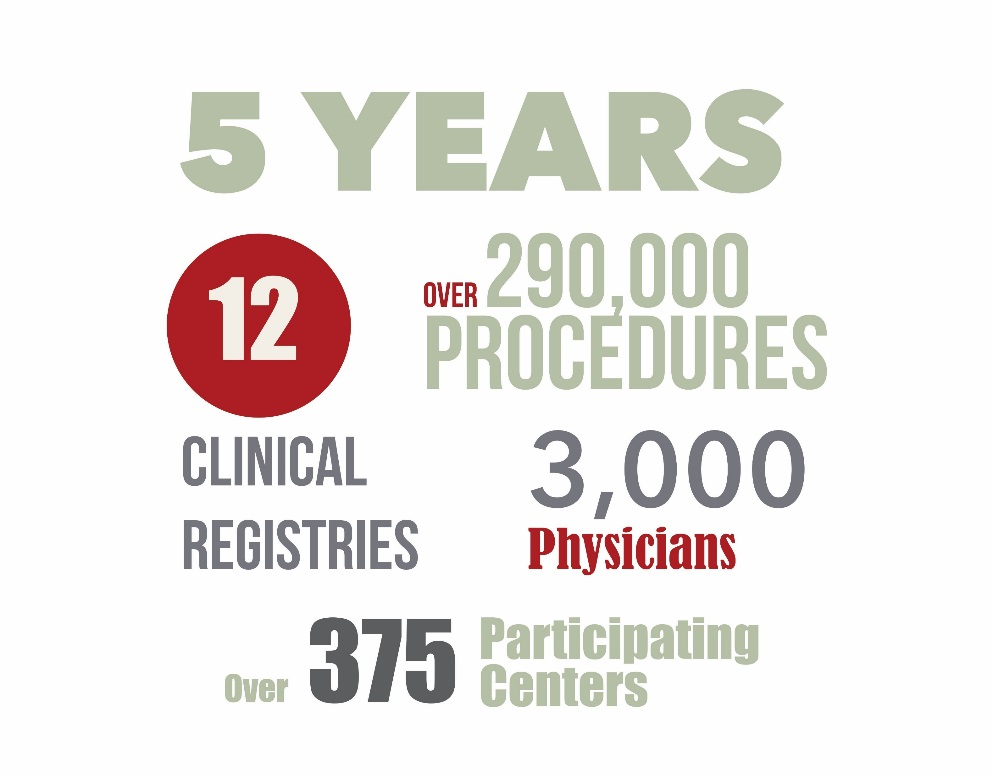 5 YEARS
12
CLINICAL
REGISTRIES
OVER 290,000
PROCEDURES
3,000
Physicians
Over 375 Participating
Centers